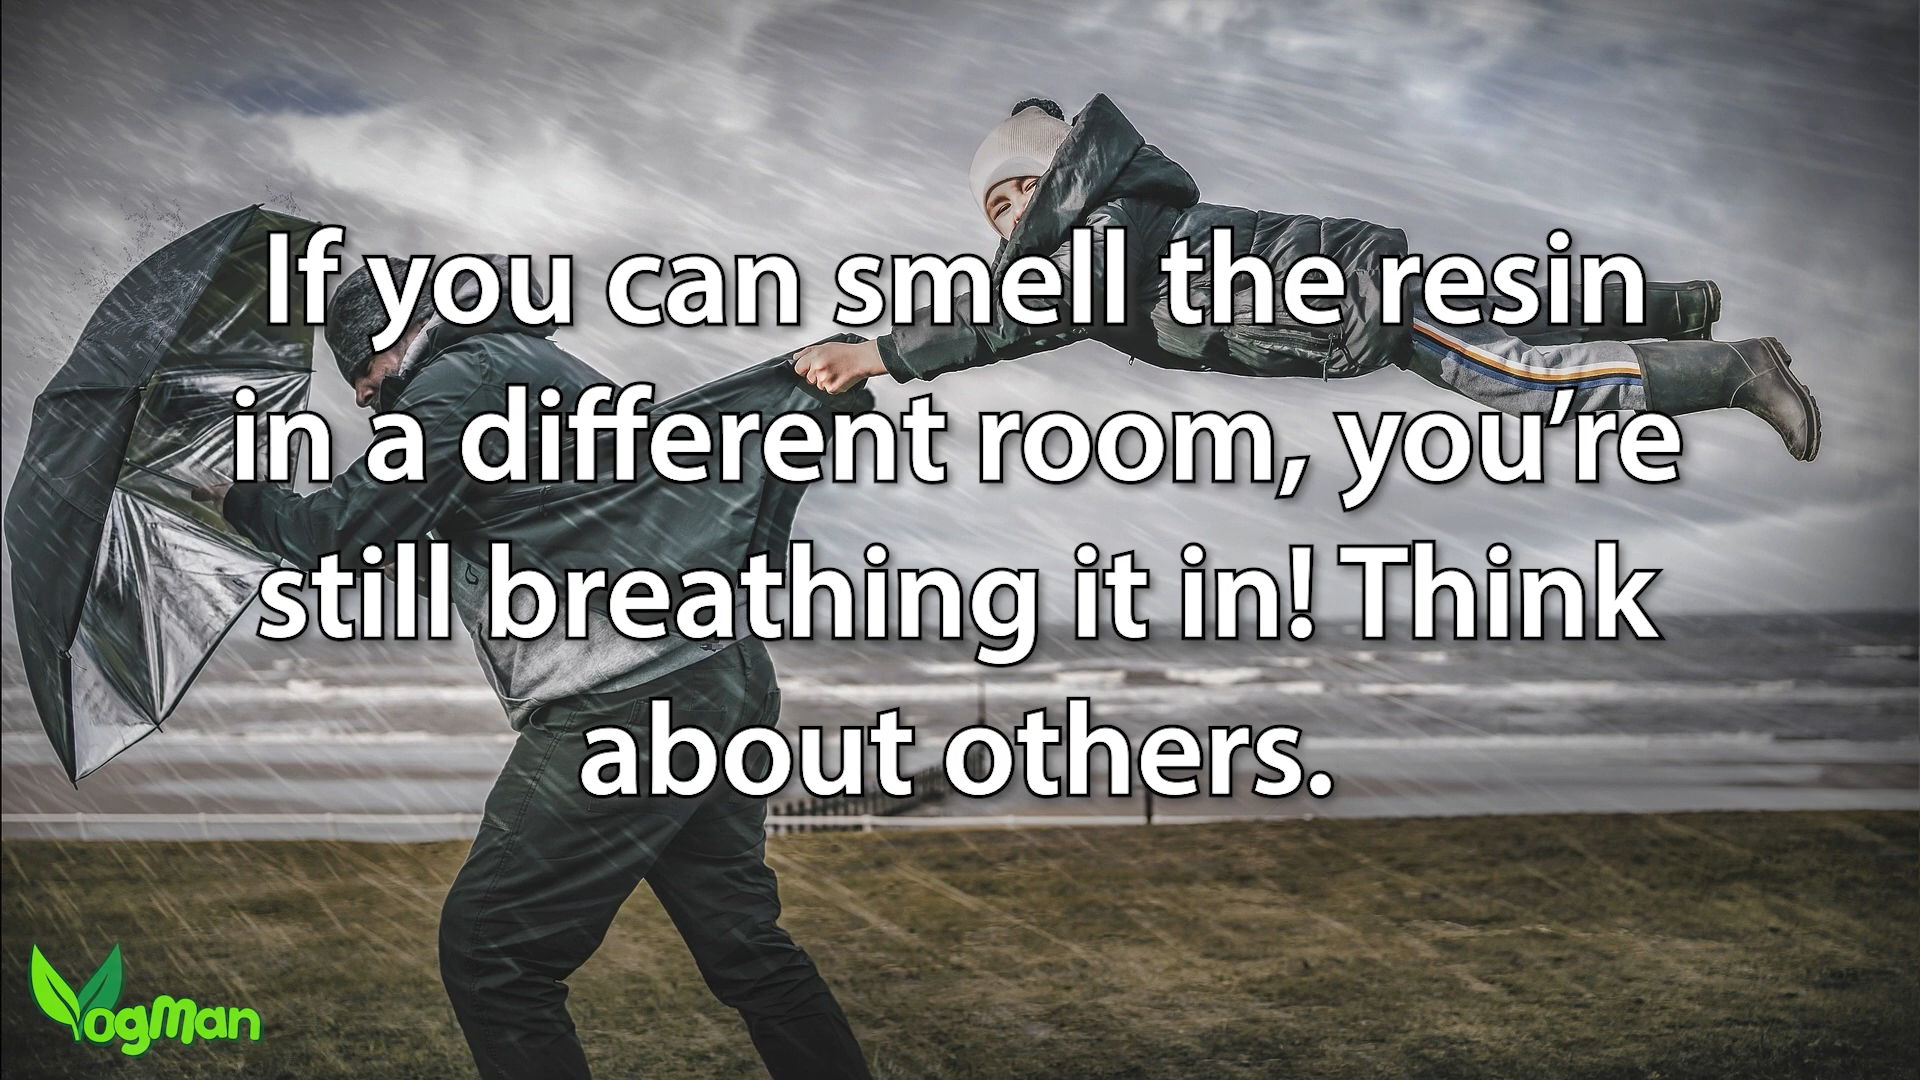 If you can smell the resin
in a different room, you’re
still breathing it in! Think
about others.
YogMan